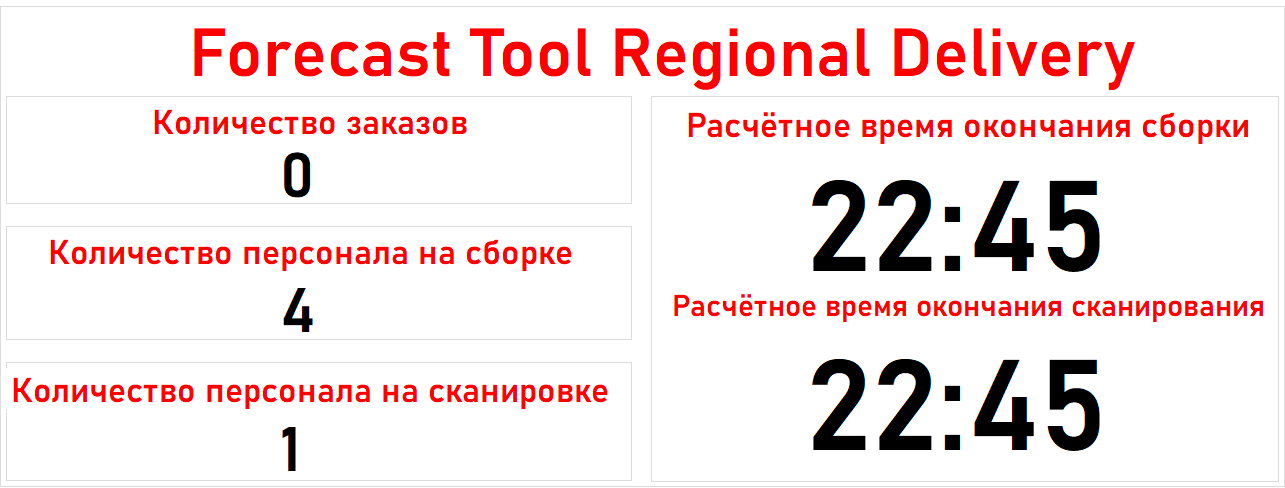 Forecast Tool Regional Delivery
Количество заказов
0
Количество персонала на сборке
4
Количество персонала на сканировке
1
Расчётное время окончания сборки
22:45
Расчётное время окончания сканирования
22:45